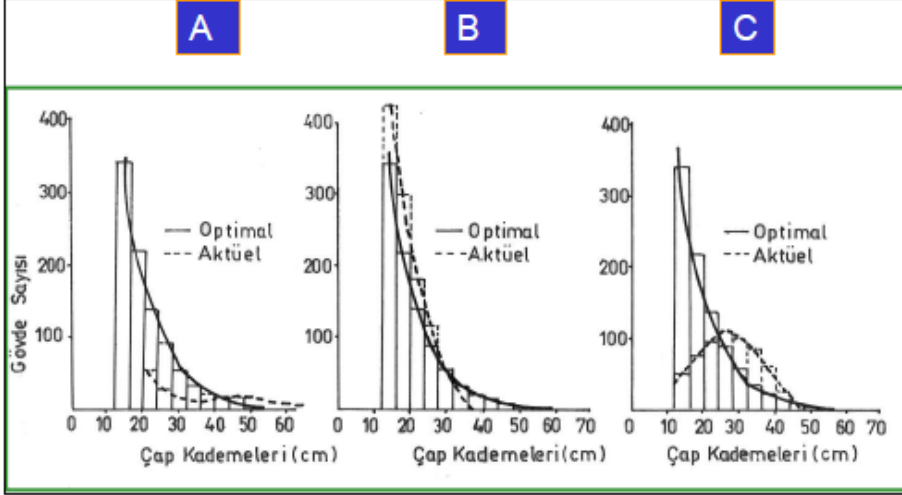 A
B
C
400
300
200
100
Gövde Sayısı
Optimal
Aktüel
0 10 20 30 40 50 60
Çap Kademeleri (cm)
400
300
200
100
Optimal
Aktüel
0 10 20 30 40 60 70
Çap Kademeleri (cm)
400
300
200
100
Optimal
Aktüel
0 10 20 30 40 50 60 70
Çap Kademeleri (cm)